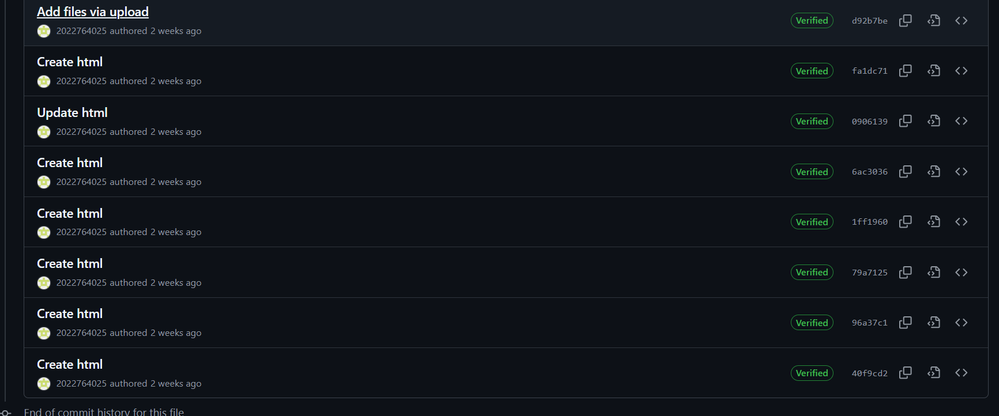 Add files via upload
2022764025 authored 2 weeks ago
Verified d92b7be
Create html
2022764025 authored 2 weeks ago
Verified fa1dc71
Update html
2022764025 authored 2 weeks ago
Verified 0906139
Create html
2022764025 authored 2 weeks ago
Verified 6ac3036
Create html
2022764025 authored 2 weeks ago
Verified 1ff1960
Create html
2022764025 authored 2 weeks ago
Verified 79a7125
Create html
2022764025 authored 2 weeks ago
Verified 96a37c1
Create html
2022764025 authored 2 weeks ago
Verified 40f9cd2
End of commit history for this file